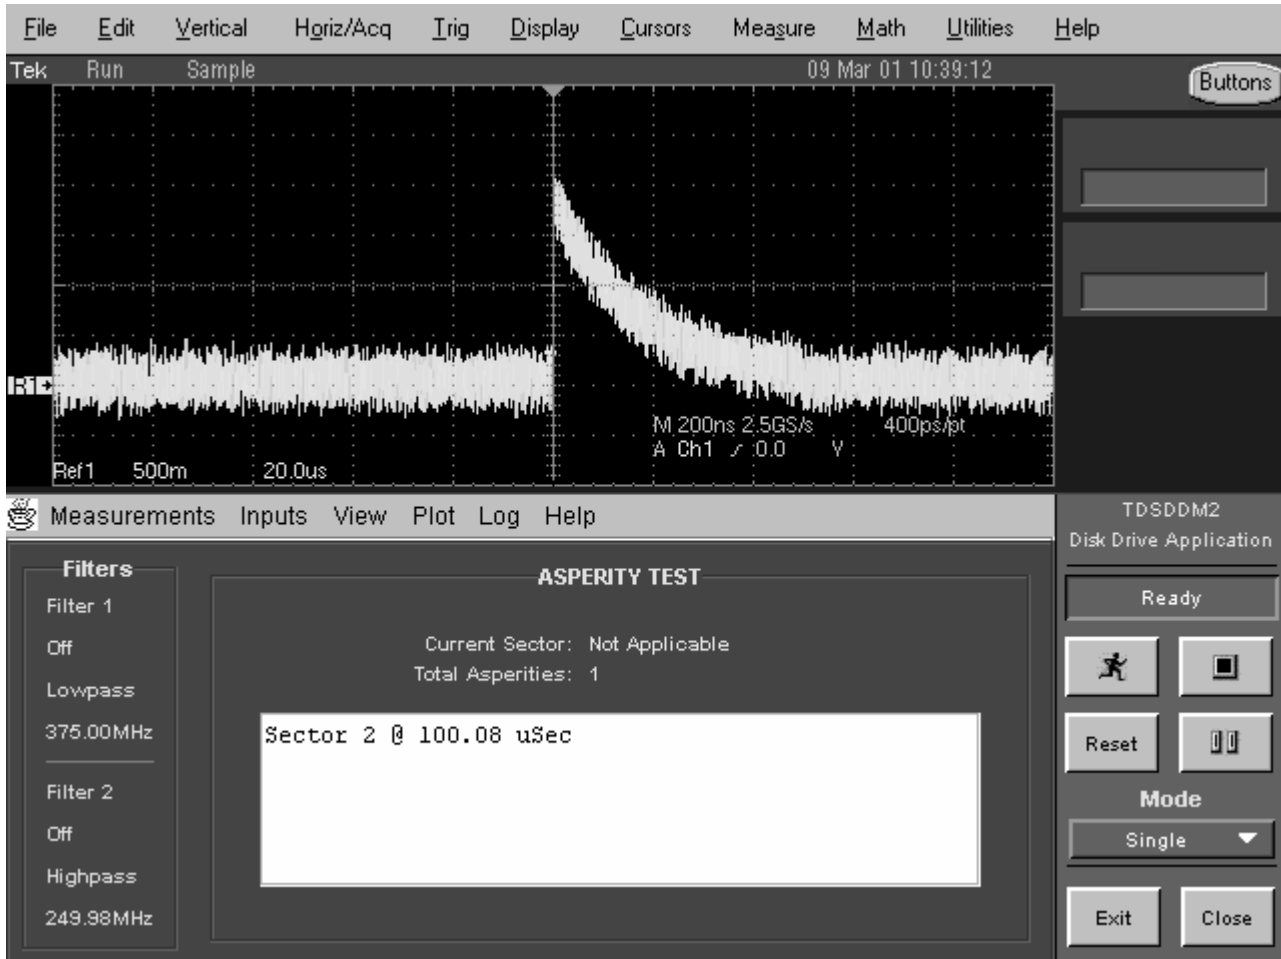 File Edit Vertical Horiz/Acq Trig Display Cursors Measure Math Utilities Help
Tek Run Sample 09 Mar 01 10:39:12
Buttons
R1
M 200ns 2.5GS/s 400ps/pt
A Ch1 / 0.0 V
Ref1 500m 20.0us
Measurements Inputs View Plot Log Help
TDSDDM2
Disk Drive Application
Filters
Filter 1
Off
Lowpass
375.00MHz
Filter 2
Off
Highpass
249.98MHz
ASPERITY TEST
Current Sector: Not Applicable
Total Asperities: 1
Sector 2 @ 100.08 uSec
Ready
Reset
Mode
Single
Exit Close